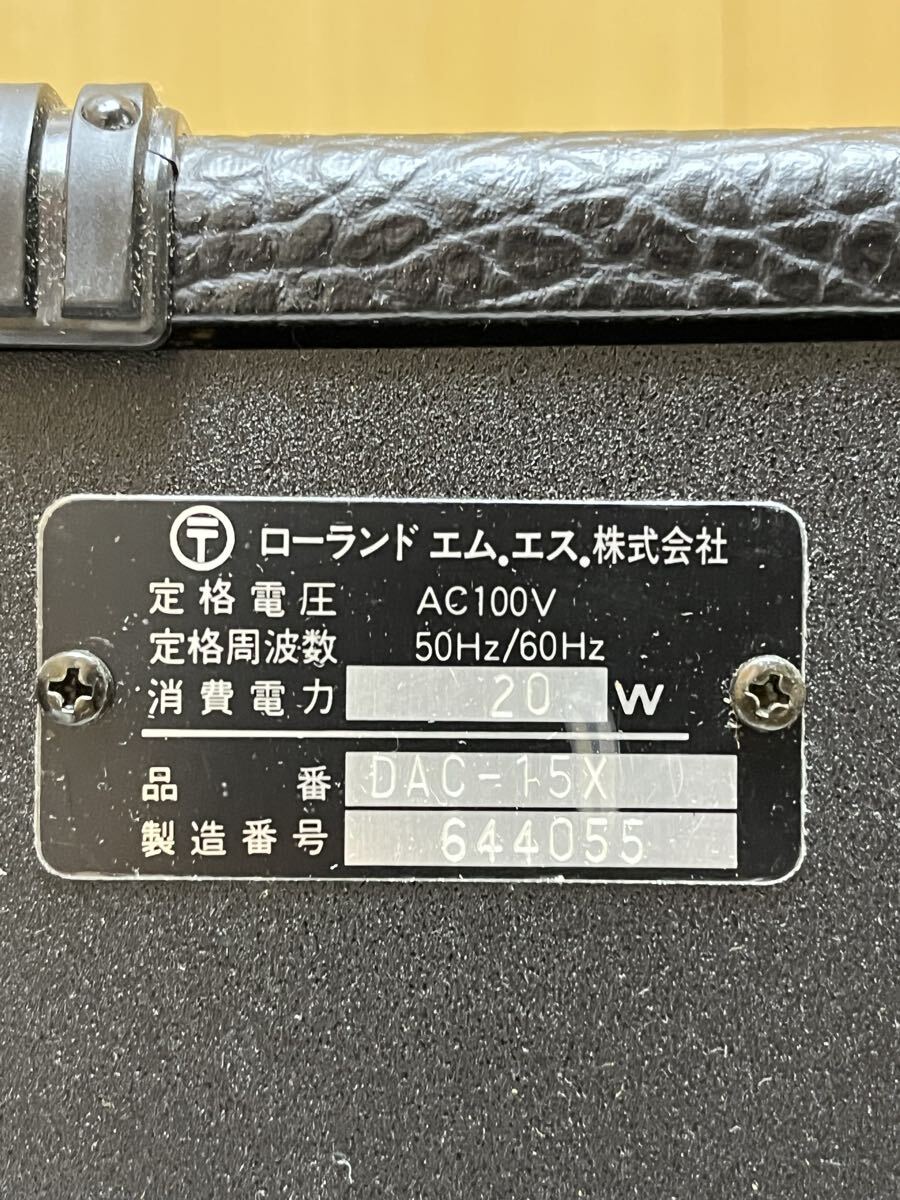 〒 ローランド エム.エス.株式会社
定格電圧 AC100V
定格周波数 50Hz/60Hz
消費電力 20 W
品番 DAC-15X
製造番号 644055